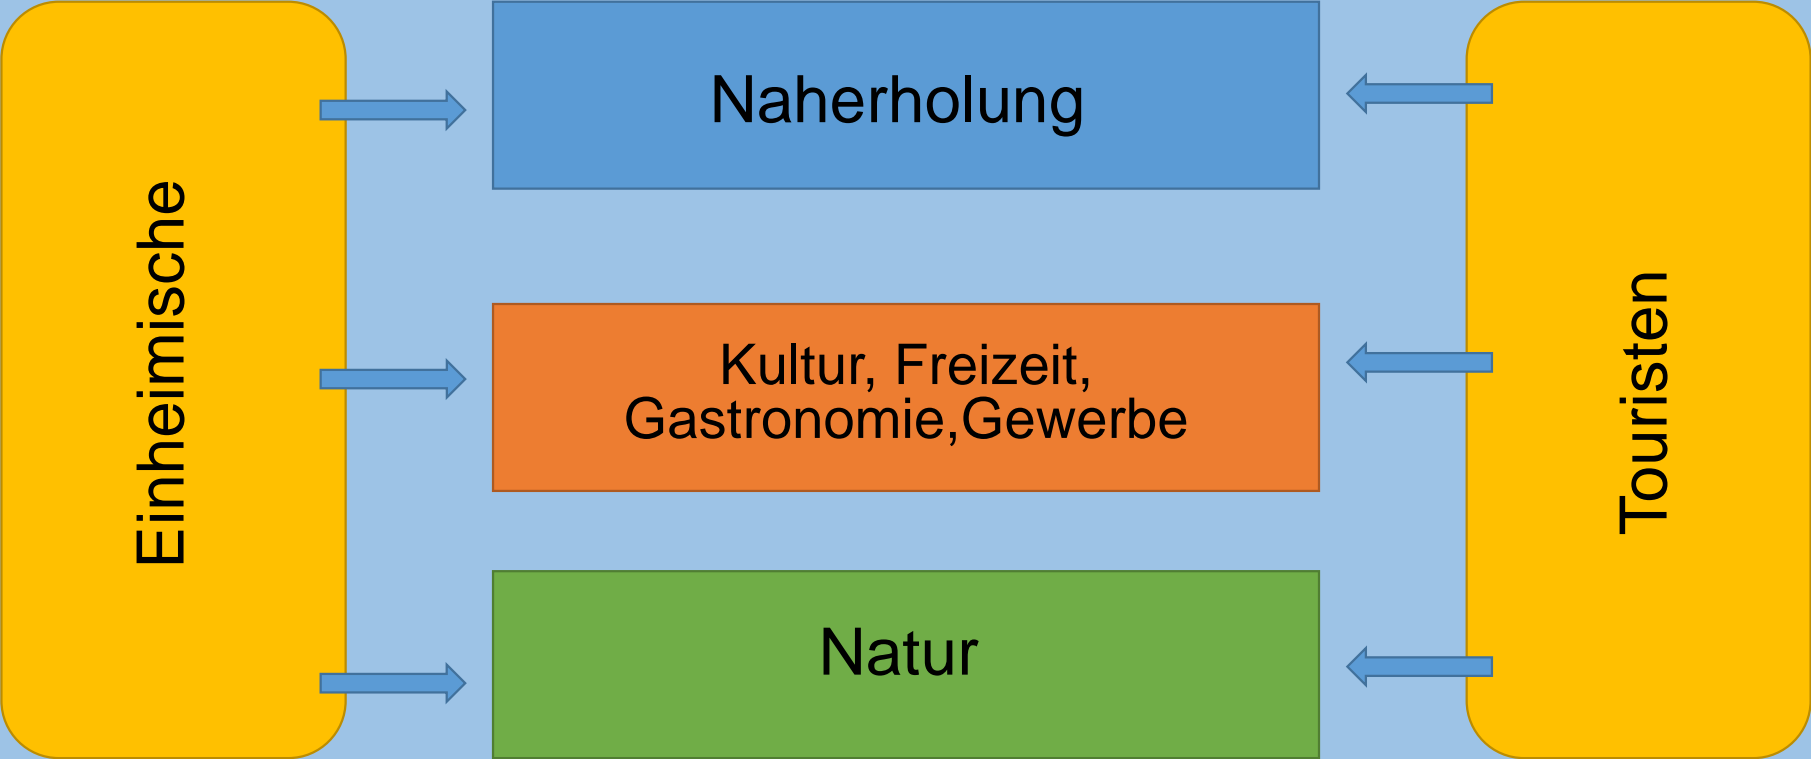 Einheimische
Naherholung
Kultur, Freizeit,
Gastronomie,Gewerbe
Natur
Touristen